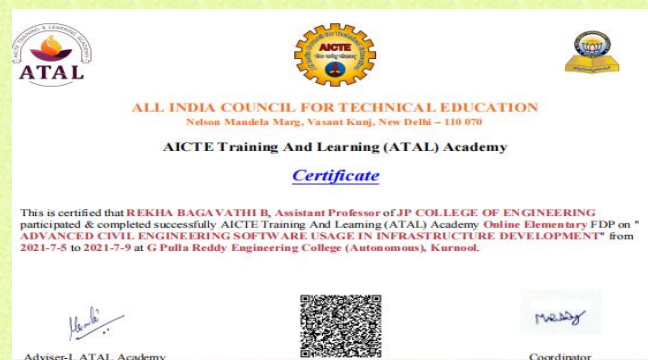 ATAL
AICTE
ALL INDIA COUNCIL FOR TECHNICAL EDUCATION
Nelson Mandela Marg, Vasant Kunj, New Delhi – 110 070
AICTE Training And Learning (ATAL) Academy
Certificate
This is certified that REKHA BAGAVATHI B, Assistant Professor of JP COLLEGE OF ENGINEERING
participated & completed successfully AICTE Training And Learning (ATAL) Academy Online Elementary FDP on "
ADVANCED CIVIL ENGINEERING SOFTWARE USAGE IN INFRASTRUCTURE DEVELOPMENT" from
2021-7-5 to 2021-7-9 at G Pulla Reddy Engineering College (Autonomous), Kurnool.
Adviser-I, ATAL Academy
Coordinator